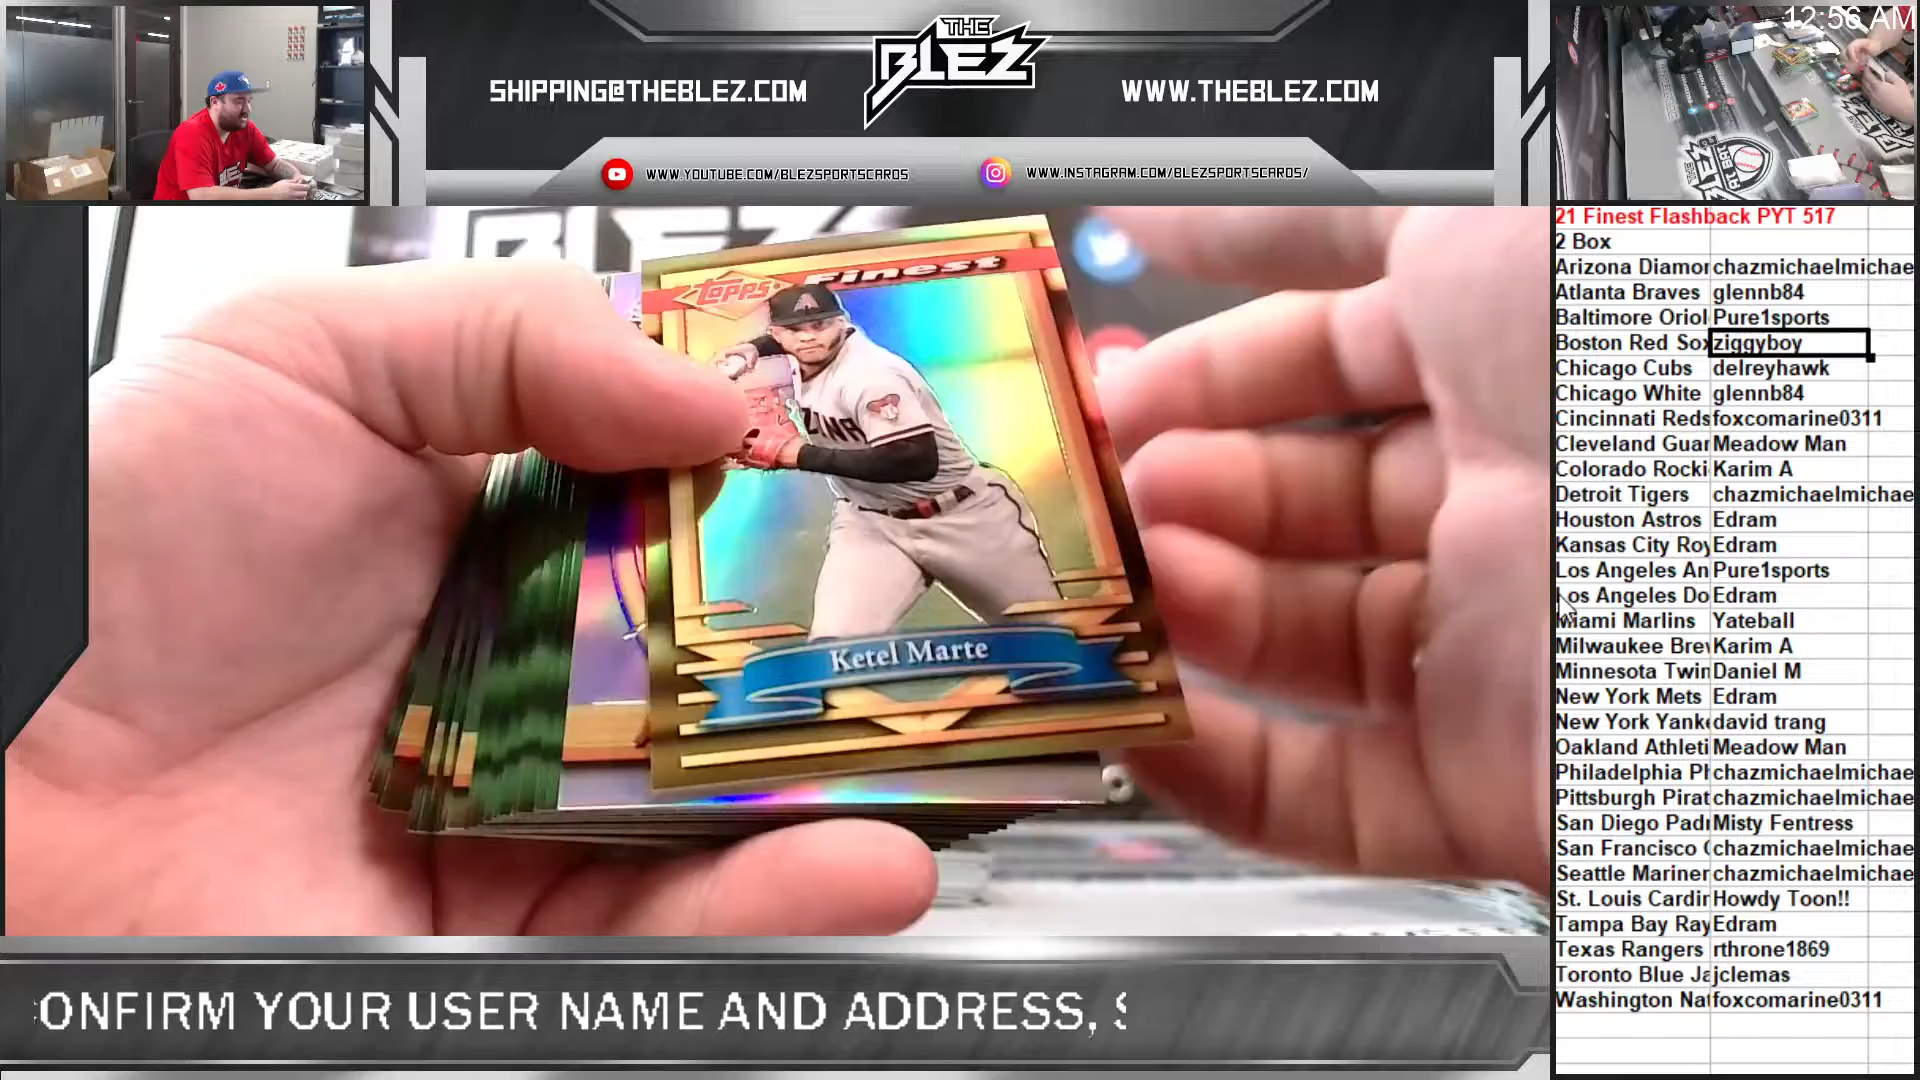 12:56 AM
THE
BLEZ
SHIPPING@THEBLEZ.COM
WWW.THEBLEZ.COM
WWW.YOUTUBE.COM/BLEZSPORTSCARDS
WWW.INSTAGRAM.COM/BLEZSPORTSCARDS/
21 Finest Flashback PYT 517
2 Box
Arizona Diamon chazmichaelmichae
Atlanta Braves glennb84
Baltimore Oriol Pure1sports
Boston Red Sox ziggyboy
Chicago Cubs delreyhawk
Chicago White glennb84
Cincinnati Reds foxcomarine0311
Cleveland Guar Meadow Man
Colorado Rocki Karim A
Detroit Tigers chazmichaelmichae
Houston Astros Edram
Kansas City Roy Edram
Los Angeles An Pure1sports
Los Angeles Do Edram
Miami Marlins Yateball
Milwaukee Brew Karim A
Minnesota Twin Daniel M
New York Mets Edram
New York Yanke david trang
Oakland Athleti Meadow Man
Philadelphia Ph chazmichaelmichae
Pittsburgh Pirat chazmichaelmichae
San Diego Padr Misty Fentress
San Francisco G chazmichaelmichae
Seattle Mariner chazmichaelmichae
St. Louis Cardin Howdy Toon!!
Tampa Bay Ray Edram
Texas Rangers rthrone1869
Toronto Blue Ja jclemas
Washington Nat foxcomarine0311
BLEZ
Topps Finest
Ketel Marte
ONFIRM YOUR USER NAME AND ADDRESS, S